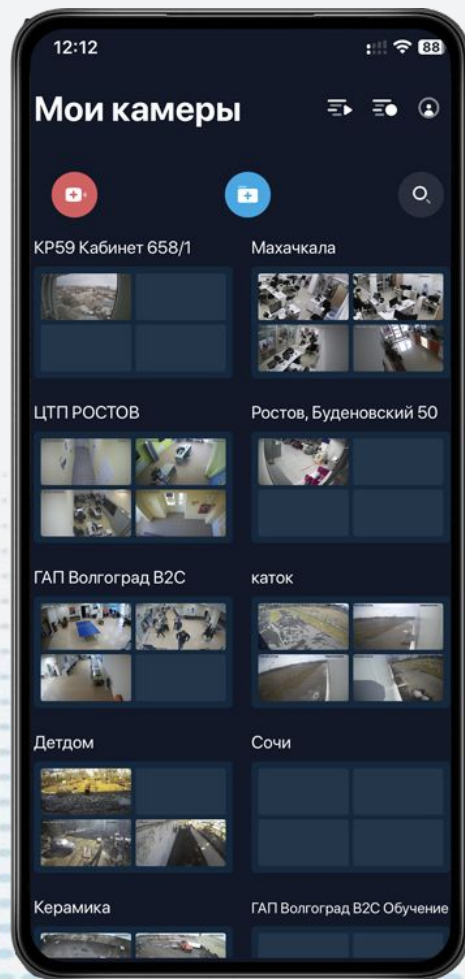 12:12
88
Мои камеры
КР59 Кабинет 658/1
Махачкала
ЦТП РОСТОВ
Ростов, Буденовский 50
ГАП Волгоград B2C
каток
Детдом
Сочи
Керамика
ГАП Волгоград B2C Обучение